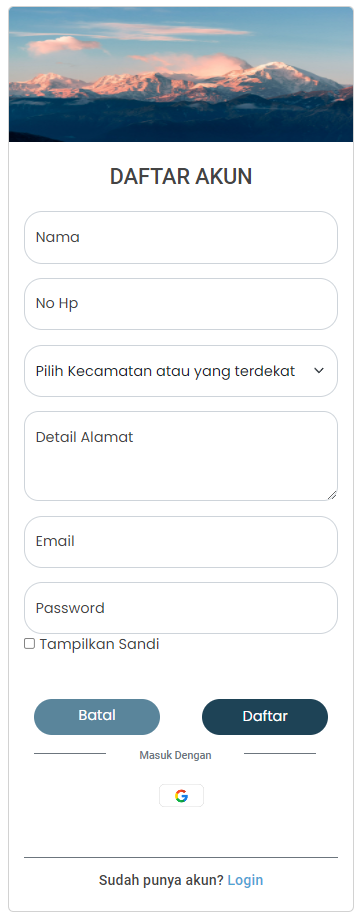 DAFTAR AKUN
Nama
No Hp
Pilih Kecamatan atau yang terdekat
Detail Alamat
Email
Password
Tampilkan Sandi
Batal Daftar
Masuk Dengan
Sudah punya akun? Login